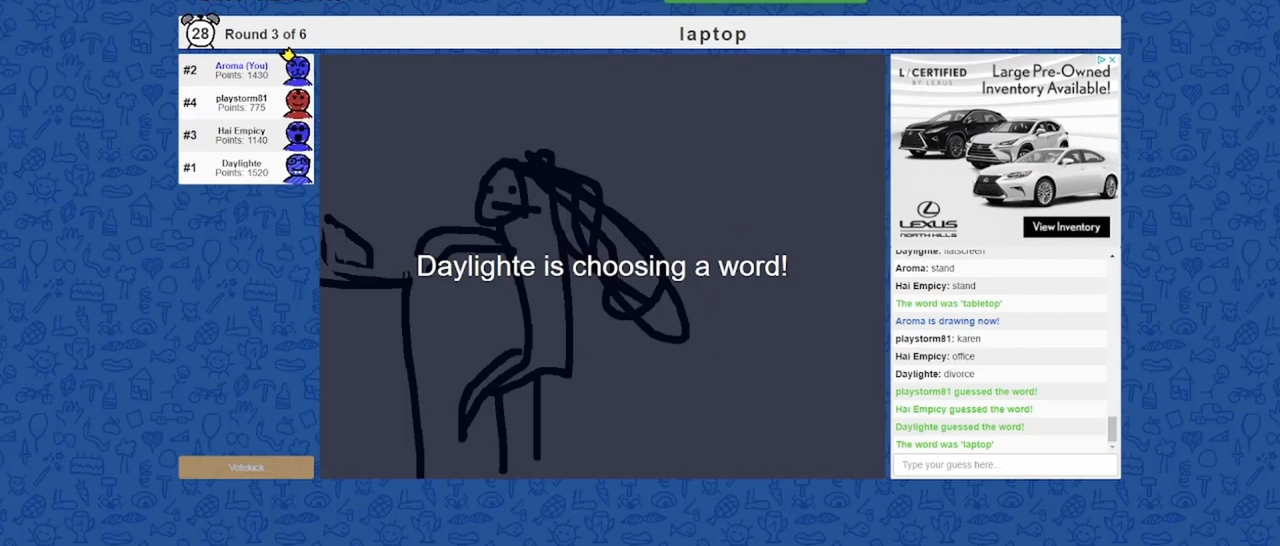 28
Round 3 of 6
laptop
#2
Aroma (You)
Points: 1430
#4
playstorm81
Points: 775
#3
Hai Empicy
Points: 1140
#1
Daylighte
Points: 1520
Votekick
Daylighte is choosing a word!
L/CERTIFIED
BY LEXUS
Large Pre-Owned
Inventory Available!
LEXUS
NORTH HILLS
View Inventory
Daylighte: flatscreen
Aroma: stand
Hai Empicy: stand
The word was 'tabletop'
Aroma is drawing now!
playstorm81: karen
Hai Empicy: office
Daylighte: divorce
playstorm81 guessed the word!
Hai Empicy guessed the word!
Daylighte guessed the word!
The word was 'laptop'
Type your guess here...